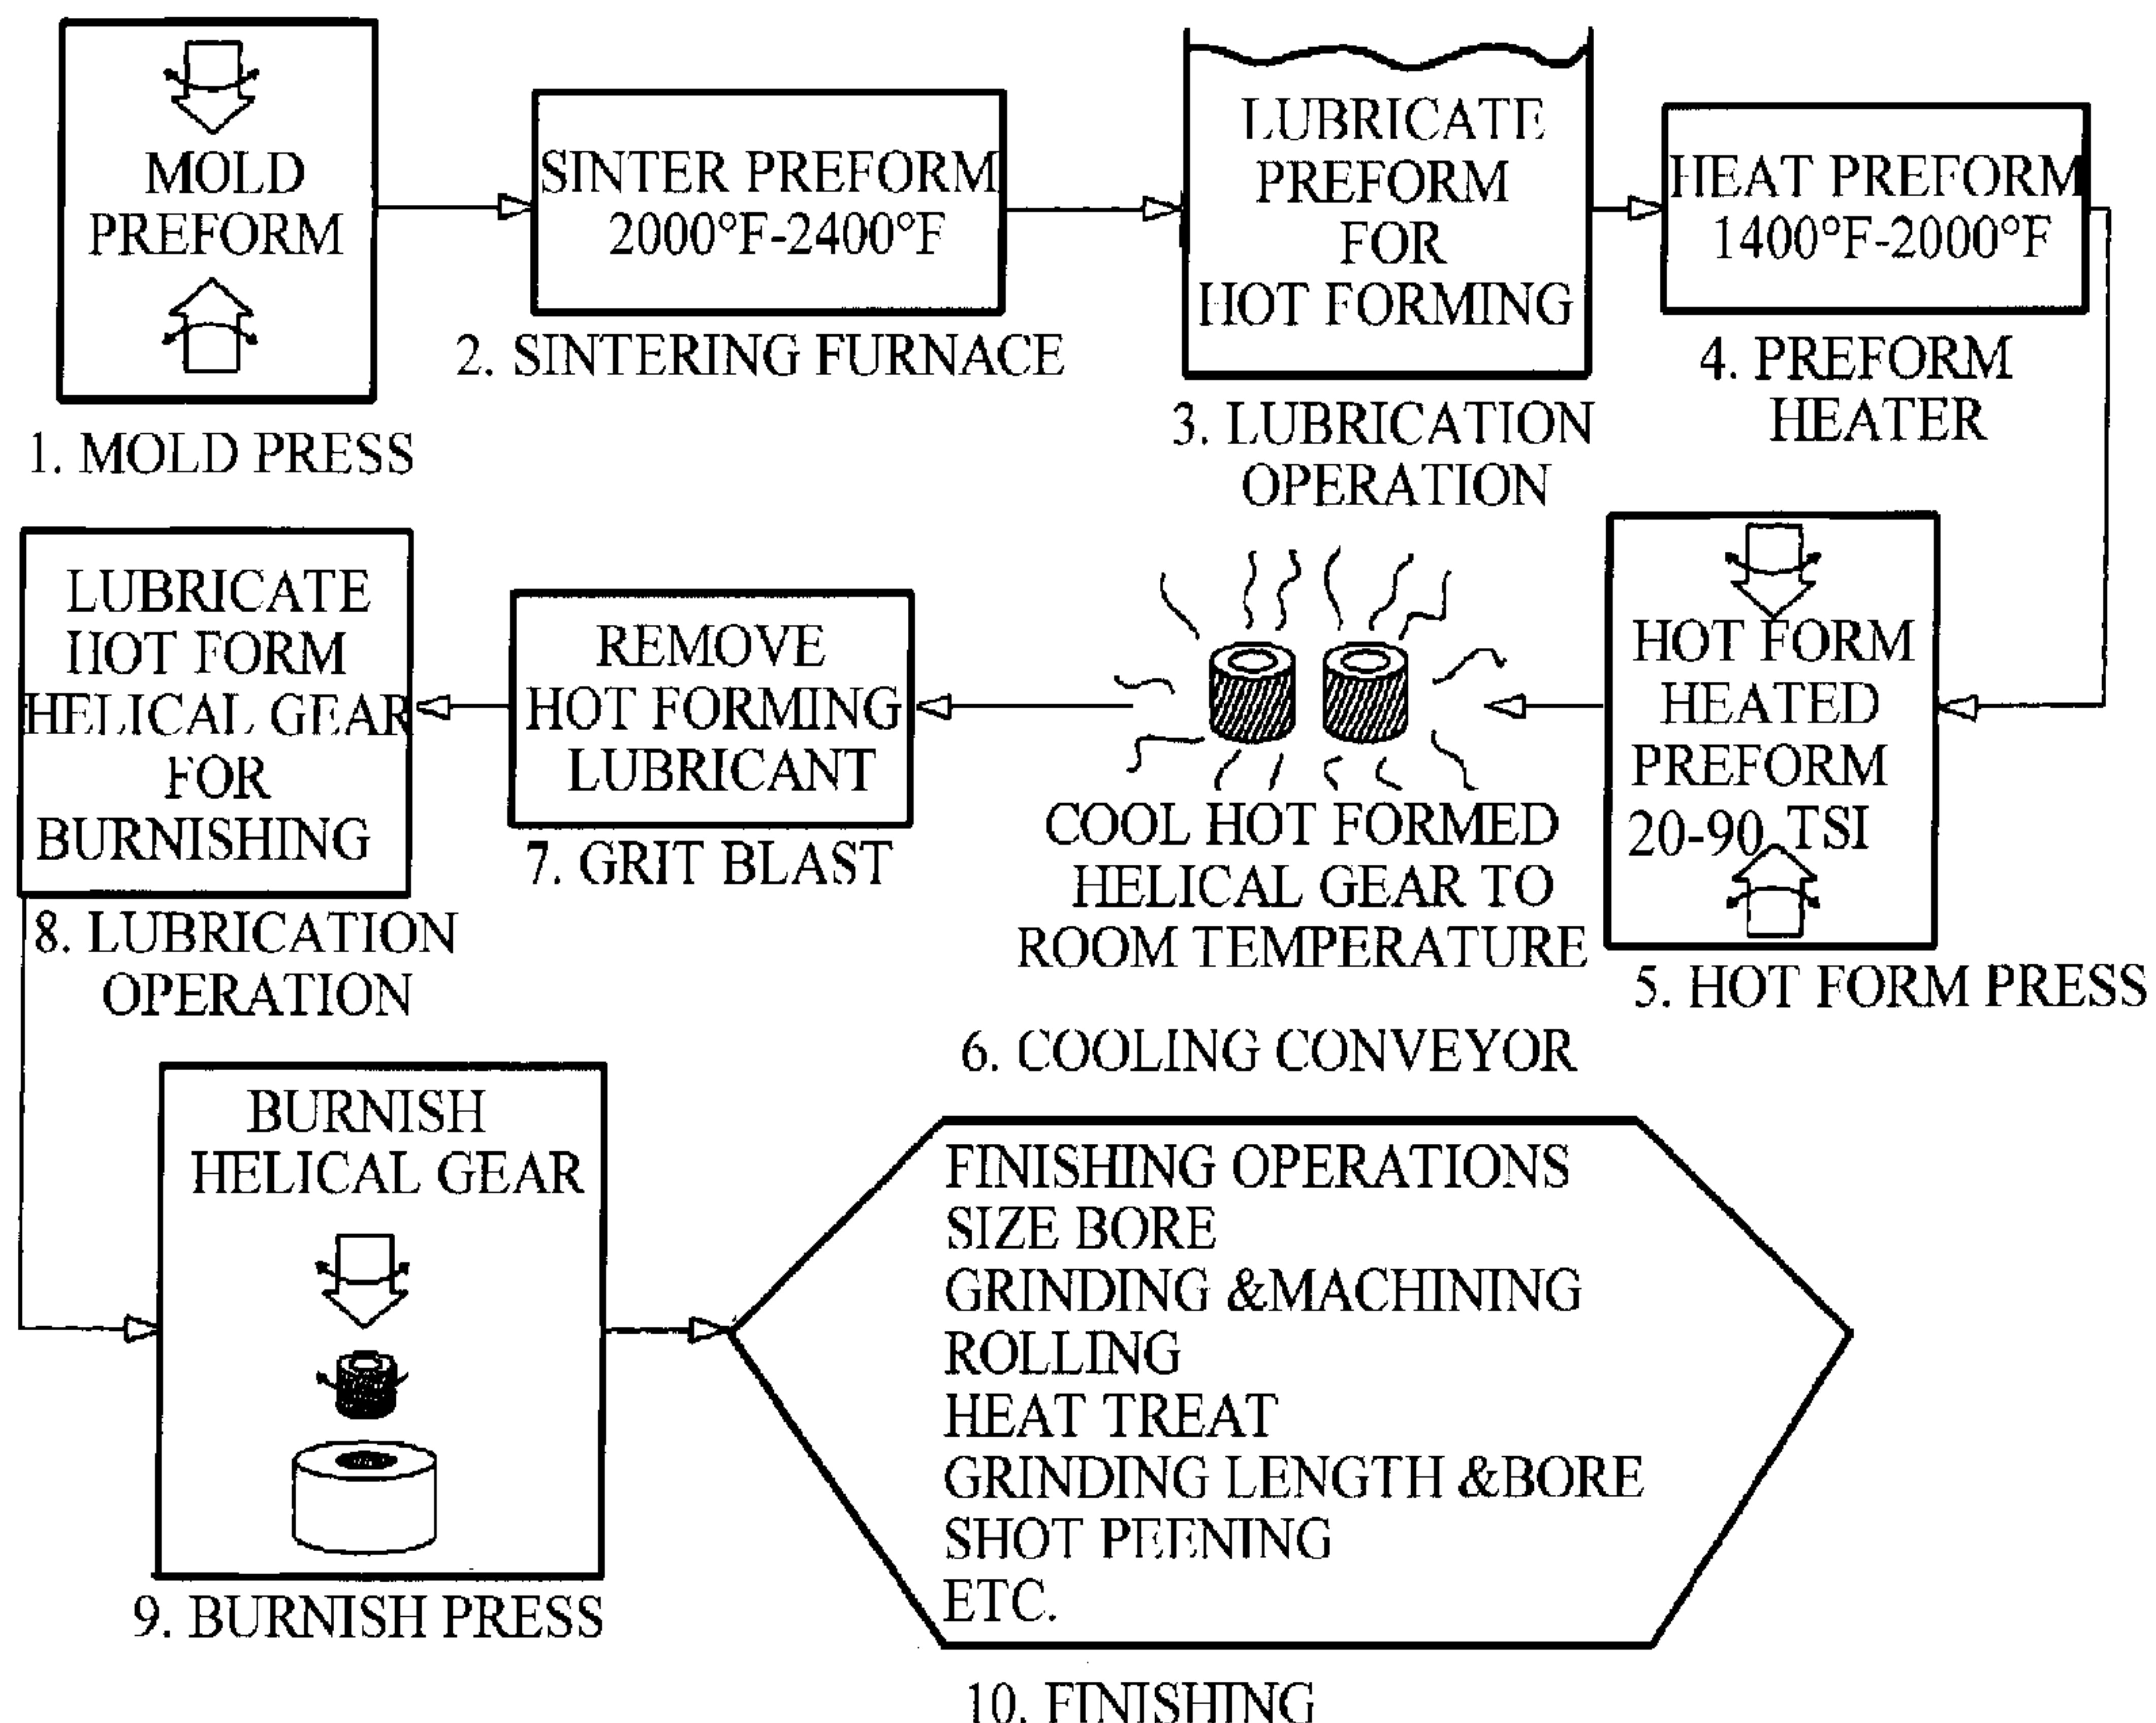 MOLD
PREFORM
1. MOLD PRESS
SINTER PREFORM
2000°F-2400°F
2. SINTERING FURNACE
LUBRICATE
PREFORM
FOR
HOT FORMING
3. LUBRICATION
OPERATION
HEAT PREFORM
1400°F-2000°F
4. PREFORM
HEATER
HOT FORM
HEATED
PREFORM
20-90 TSI
5. HOT FORM PRESS
COOL HOT FORMED
HELICAL GEAR TO
ROOM TEMPERATURE
6. COOLING CONVEYOR
REMOVE
HOT FORMING
LUBRICANT
7. GRIT BLAST
LUBRICATE
HOT FORM
HELICAL GEAR
FOR
BURNISHING
8. LUBRICATION
OPERATION
BURNISH
HELICAL GEAR
9. BURNISH PRESS
FINISHING OPERATIONS
SIZE BORE
GRINDING &MACHINING
ROLLING
HEAT TREAT
GRINDING LENGTH &BORE
SHOT PEENING
ETC.
10. FINISHING